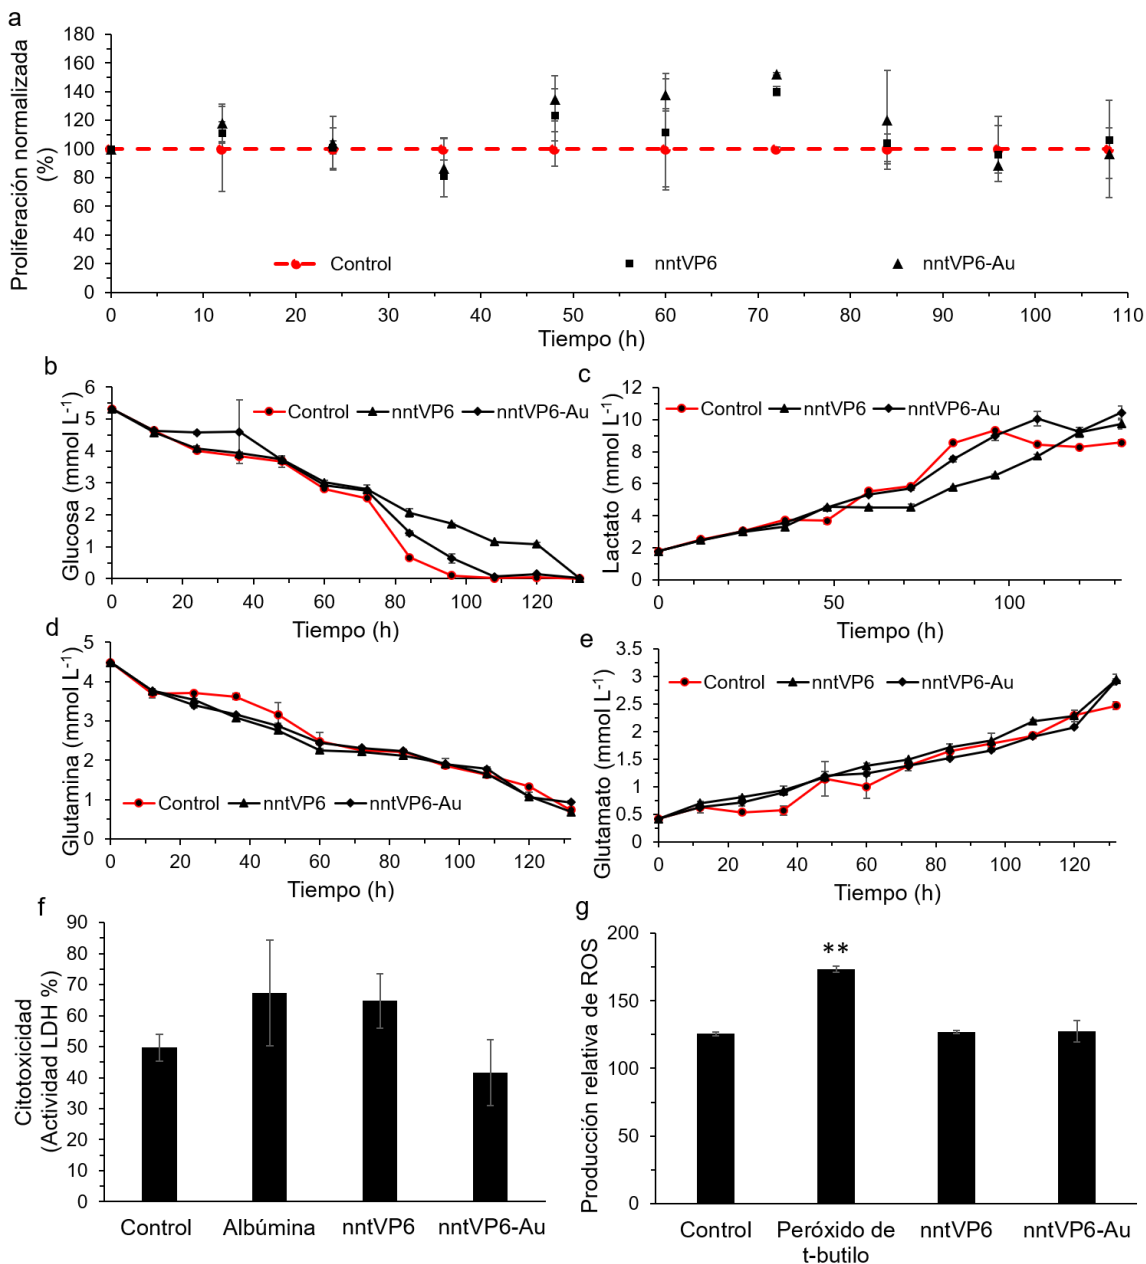 a
Proliferación normalizada
(%)
180
160
140
120
100
80
60
40
20
0
Control
nntVP6
nntVP6-Au
0
10
20
30
40
50
60
70
80
90
100
110
Tiempo (h)
b
Glucosa (mmol L-1)
6
5
4
3
2
1
0
Control
nntVP6
nntVP6-Au
0
20
40
60
80
100
120
Tiempo (h)
c
Lactato (mmol L-1)
12
10
8
6
4
2
0
Control
nntVP6
nntVP6-Au
0
50
100
Tiempo (h)
d
Glutamina (mmol L-1)
5
4
3
2
1
0
Control
nntVP6
nntVP6-Au
0
20
40
60
80
100
120
Tiempo (h)
e
Glutamato (mmol L-1)
3.5
3
2.5
2
1.5
1
0.5
0
Control
nntVP6
nntVP6-Au
0
20
40
60
80
100
120
Tiempo (h)
f
Citotoxicidad
(Actividad LDH %)
90
80
70
60
50
40
30
20
10
0
Control
Albúmina
nntVP6
nntVP6-Au
g
Producción relativa de ROS
200
150
100
50
0
**
Control
Peróxido de
t-butilo
nntVP6
nntVP6-Au